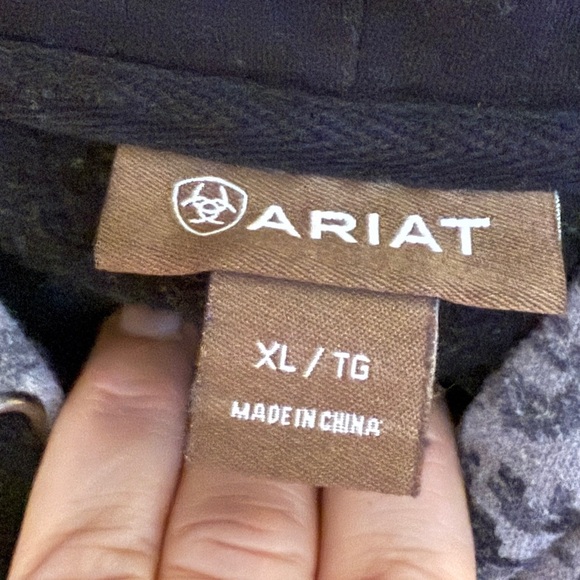 ARIAT
XL / TG
MADE IN CHINA